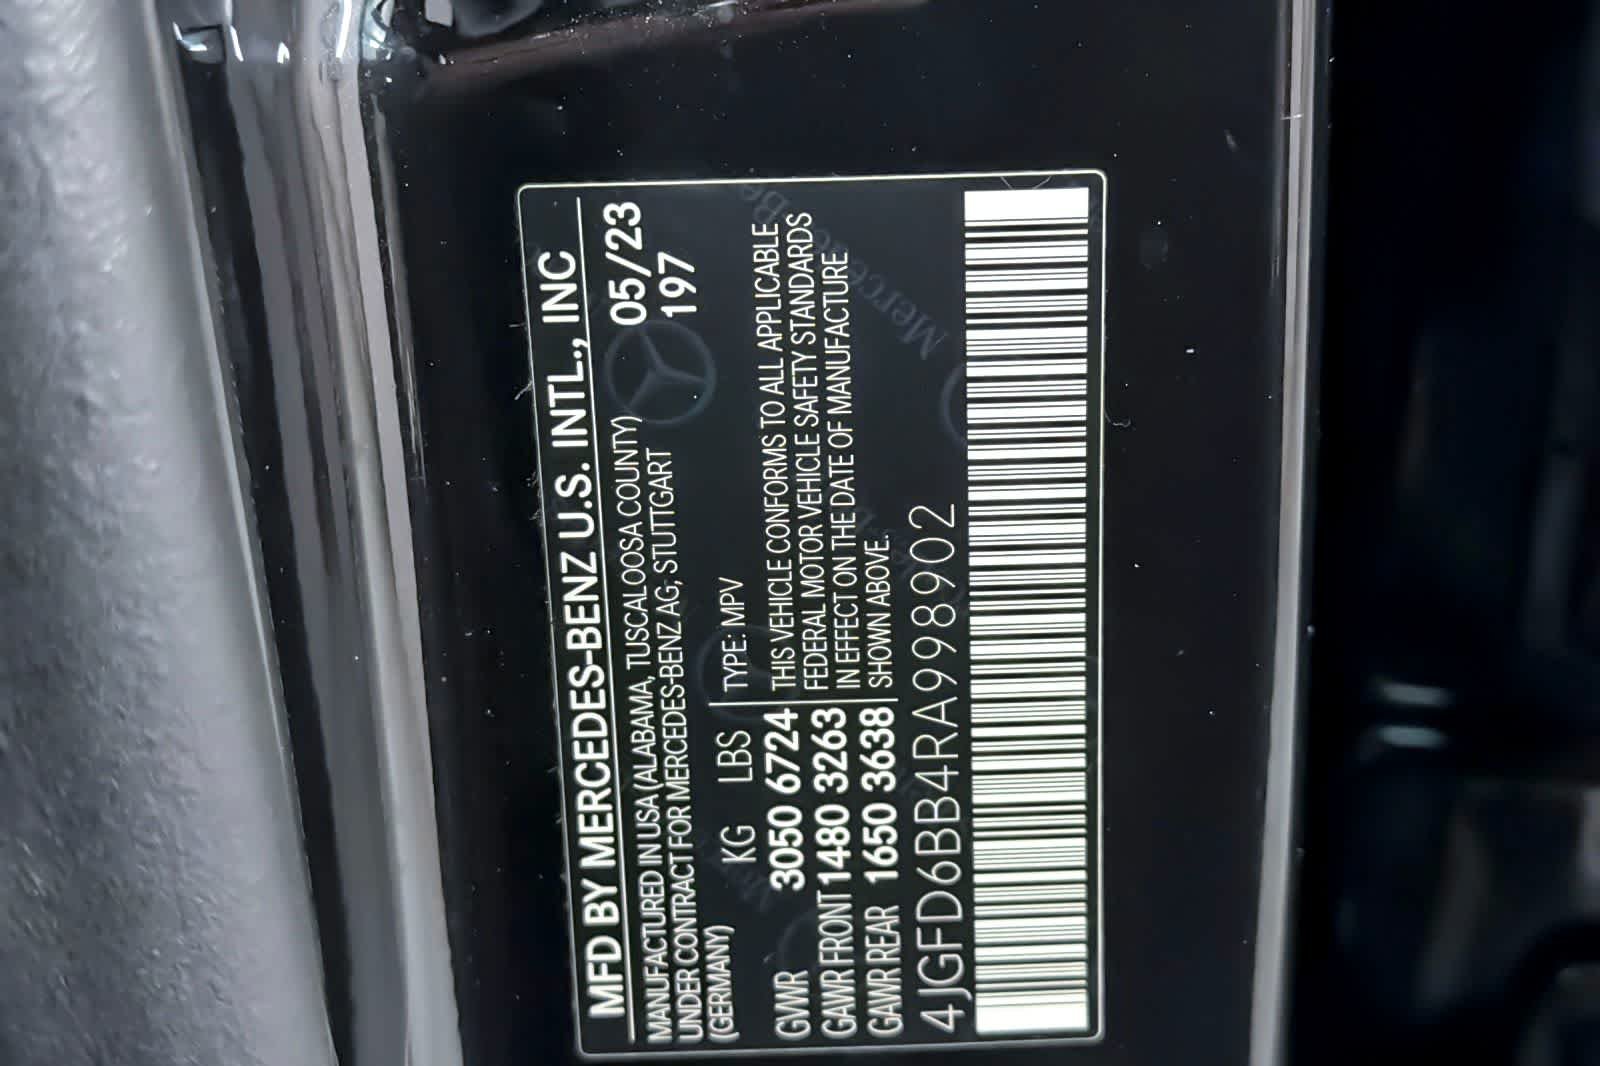 MFD BY MERCEDES-BENZ U.S. INTL., INC
MANUFACTURED IN USA (ALABAMA, TUSCALOOSA COUNTY) 05/23
UNDER CONTRACT FOR MERCEDES-BENZ AG, STUTTGART 197
(GERMANY)
KG LBS TYPE: MPV
GVWR 3050 6724 THIS VEHICLE CONFORMS TO ALL APPLICABLE
GAWR FRONT 1480 3263 FEDERAL MOTOR VEHICLE SAFETY STANDARDS
IN EFFECT ON THE DATE OF MANUFACTURE
GAWR REAR 1650 3638 SHOWN ABOVE.
4JGFD6BB4RA998902